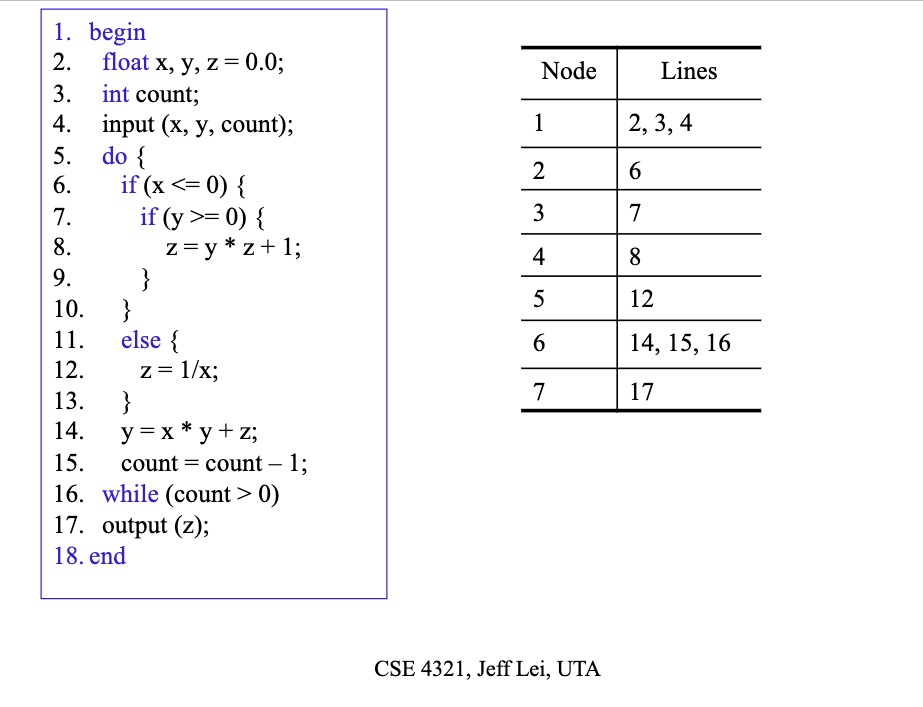 1. begin
2. float x, y, z = 0.0;
3. int count;
4. input (x, y, count);
5. do {
6. if (x <= 0) {
7. if (y >= 0) {
8. z = y * z + 1;
9. }
10. }
11. else {
12. z = 1/x;
13. }
14. y = x * y + z;
15. count = count – 1;
16. while (count > 0)
17. output (z);
18. end
Node Lines
1 2, 3, 4
2 6
3 7
4 8
5 12
6 14, 15, 16
7 17
CSE 4321, Jeff Lei, UTA